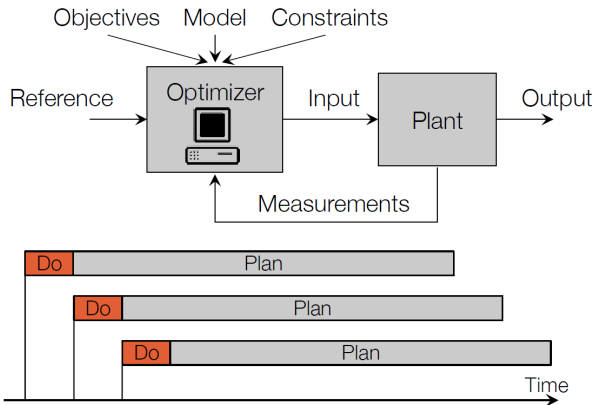 Objectives Model Constraints
Reference Optimizer Input Plant Output
Measurements
Do Plan
Do Plan
Do Plan
Time